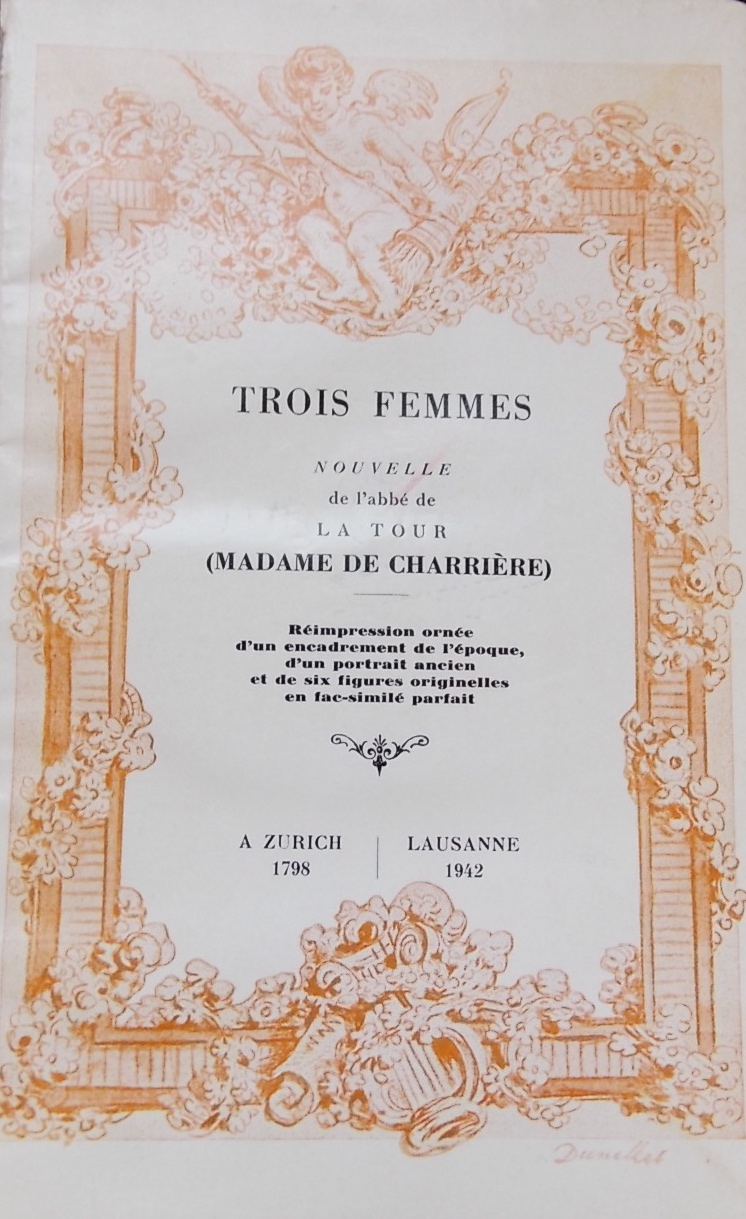 TROIS FEMMES
NOUVELLE
de l'abbé de
LA TOUR
(MADAME DE CHARRIÈRE)
Réimpression ornée
d'un encadrement de l'époque,
d'un portrait ancien
et de six figures originelles
en fac-similé parfait
A ZURICH
1798
LAUSANNE
1942